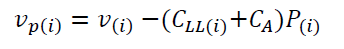 v_{p(i)} = v_{(i)} −(C_{LL(i)}+C_A)P_{(i)}